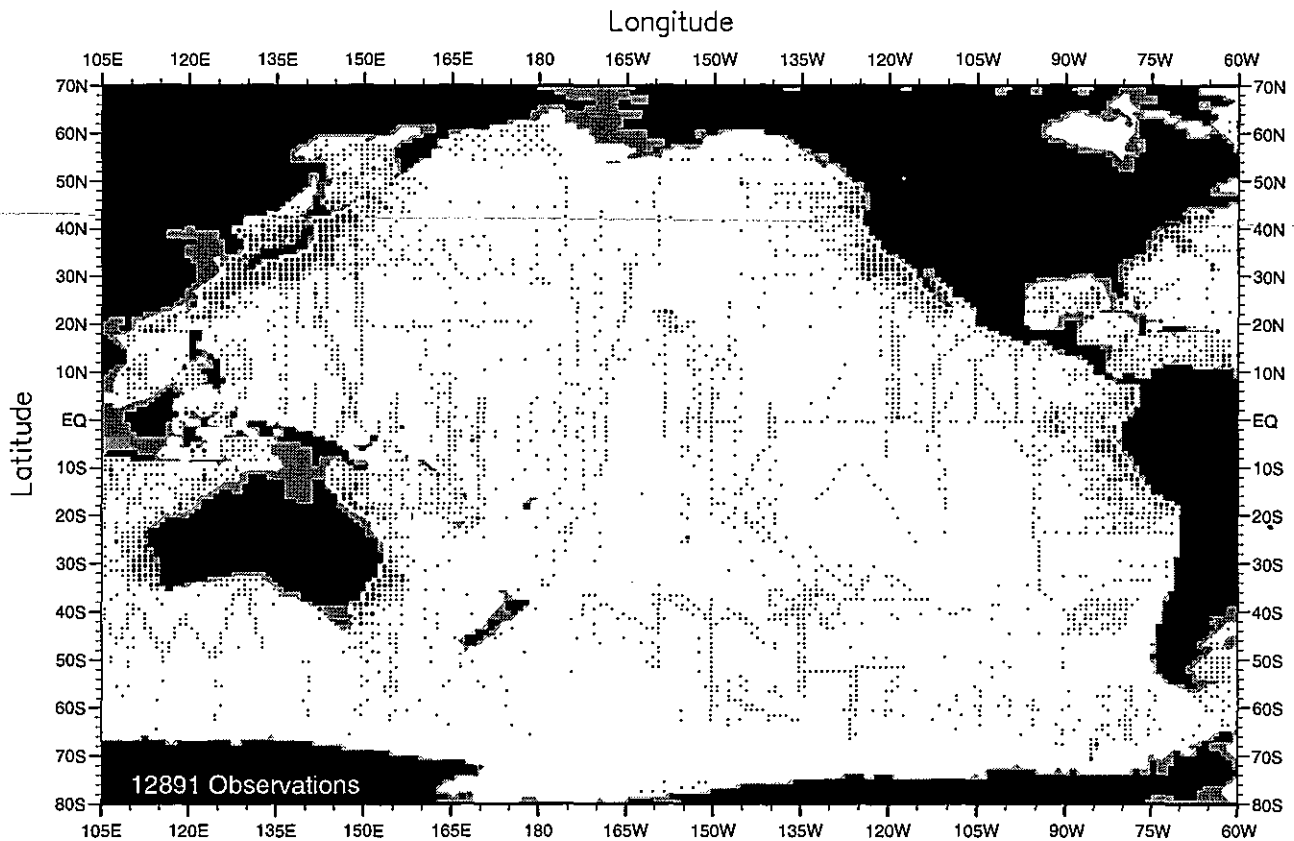 Longitude
105E 120E 135E 150E 165E 180 165W 150W 135W 120W 105W 90W 75W 60W
70N 70N
60N 60N
50N 50N
40N 40N
30N 30N
20N 20N
10N 10N
Latitude
EQ EQ
10S 10S
20S 20S
30S 30S
40S 40S
50S 50S
60S 60S
70S 70S
12891 Observations
80S 80S
105E 120E 135E 150E 165E 180 165W 150W 135W 120W 105W 90W 75W 60W